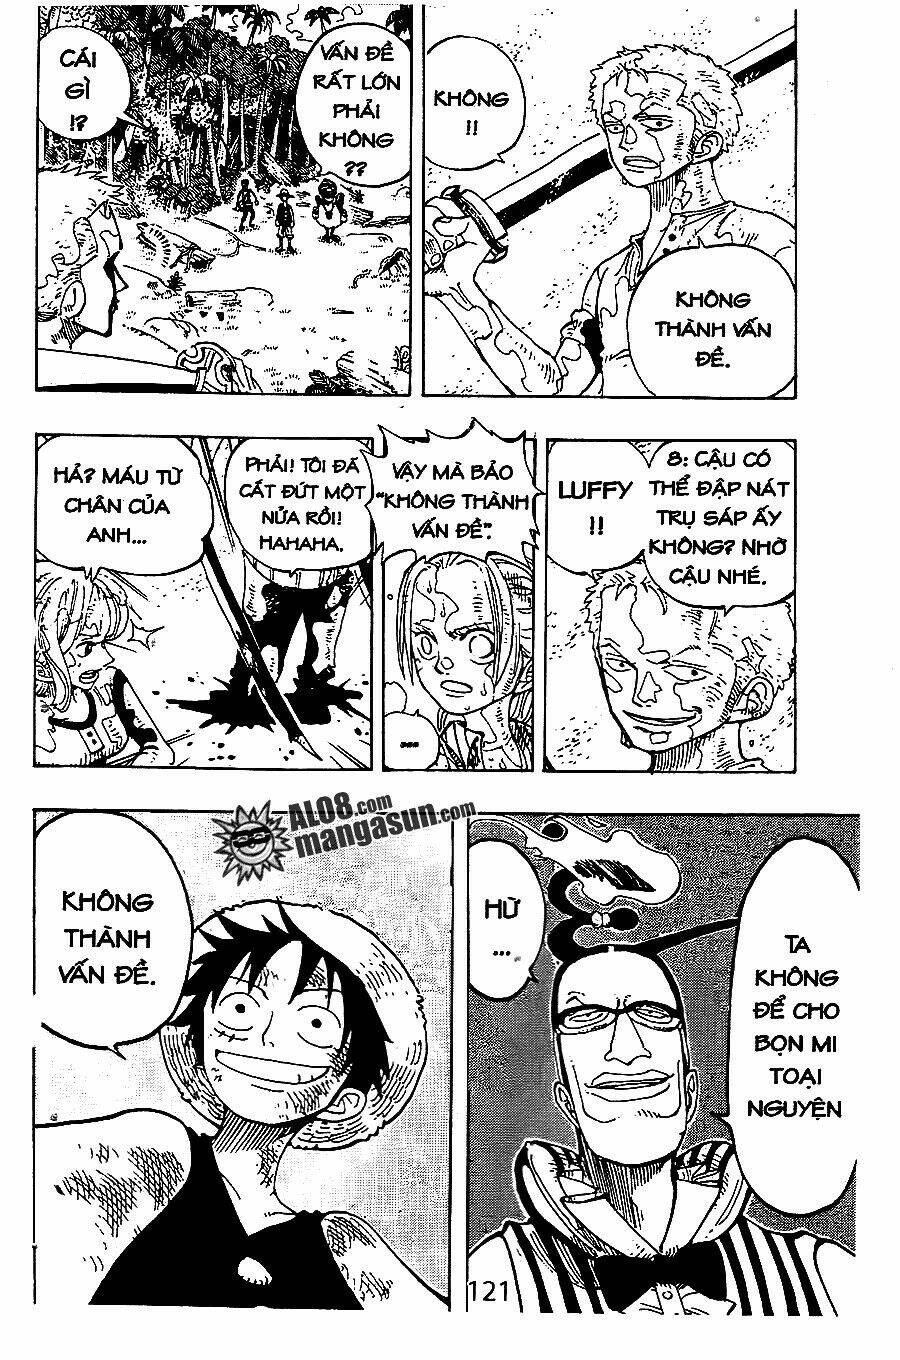 CÁI
GÌ
!?
VẤN ĐỀ
RẤT LỚN
PHẢI
KHÔNG
??
KHÔNG
!!
KHÔNG
THÀNH VẤN
ĐỀ.
HẢ? MÁU TỪ
CHÂN CỦA
ANH...
PHẢI! TÔI ĐÃ
CẮT ĐỨT MỘT
NỬA RỒI!
HAHAHA.
VẬY MÀ BẢO
"KHÔNG THÀNH
VẤN ĐỀ".
...
LUFFY
!!
8: CẬU CÓ
THỂ ĐẬP NÁT
TRỤ SÁP ẤY
KHÔNG? NHỜ
CẬU NHÉ.
AL08.com
mangasun.com
KHÔNG
THÀNH
VẤN ĐỀ.
HỪ
...
TA
KHÔNG
ĐỂ CHO
BỌN MI
TOẠI
NGUYỆN
121